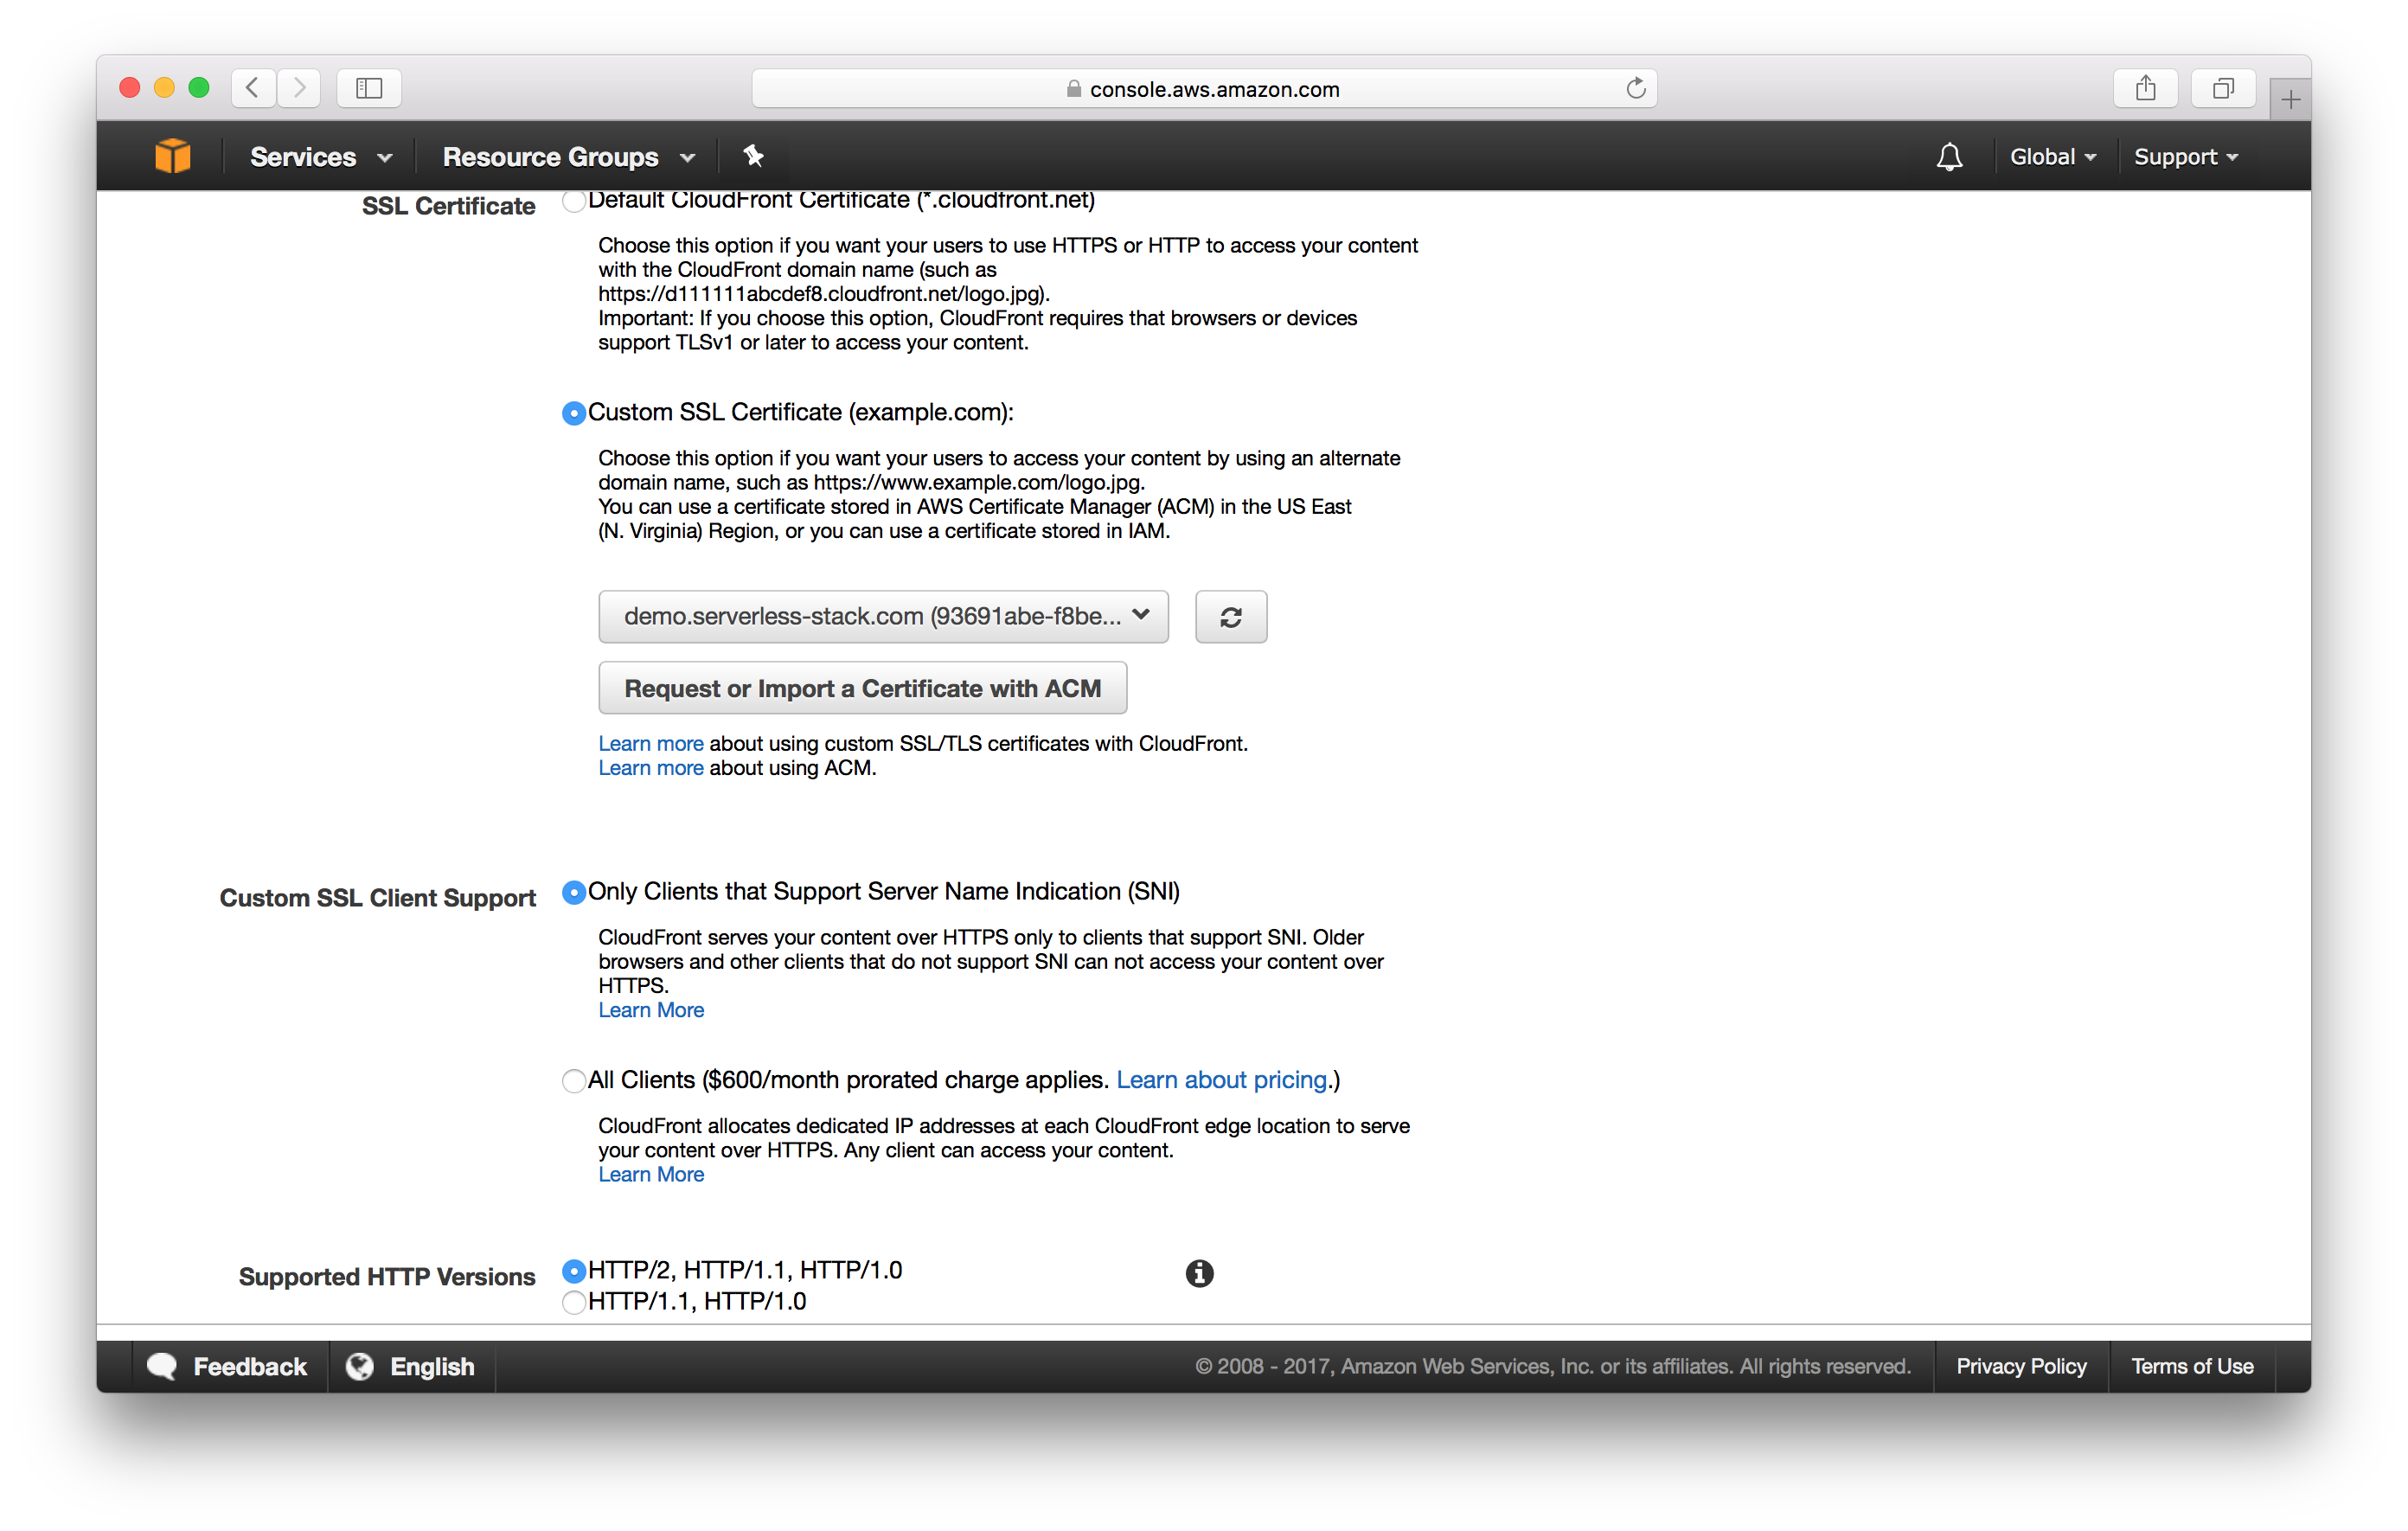 console.aws.amazon.com
Services
Resource Groups
Global
Support
SSL Certificate
Default CloudFront Certificate (*.cloudfront.net)
Choose this option if you want your users to use HTTPS or HTTP to access your content
with the CloudFront domain name (such as
https://d111111abcdef8.cloudfront.net/logo.jpg).
Important: If you choose this option, CloudFront requires that browsers or devices
support TLSv1 or later to access your content.
Custom SSL Certificate (example.com):
Choose this option if you want your users to access your content by using an alternate
domain name, such as https://www.example.com/logo.jpg.
You can use a certificate stored in AWS Certificate Manager (ACM) in the US East
(N. Virginia) Region, or you can use a certificate stored in IAM.
demo.serverless-stack.com (93691abe-f8be...
Request or Import a Certificate with ACM
Learn more about using custom SSL/TLS certificates with CloudFront.
Learn more about using ACM.
Custom SSL Client Support
Only Clients that Support Server Name Indication (SNI)
CloudFront serves your content over HTTPS only to clients that support SNI. Older
browsers and other clients that do not support SNI can not access your content over
HTTPS.
Learn More
All Clients ($600/month prorated charge applies. Learn about pricing.)
CloudFront allocates dedicated IP addresses at each CloudFront edge location to serve
your content over HTTPS. Any client can access your content.
Learn More
Supported HTTP Versions
HTTP/2, HTTP/1.1, HTTP/1.0
HTTP/1.1, HTTP/1.0
Feedback
English
© 2008 - 2017, Amazon Web Services, Inc. or its affiliates. All rights reserved.
Privacy Policy
Terms of Use